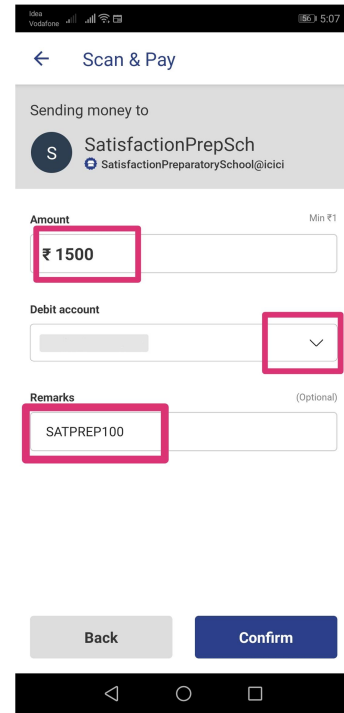 Idea
Vodafone
56 5:07
Scan & Pay
Sending money to
S
SatisfactionPrepSch
SatisfactionPreparatorySchool@icici
Amount Min ₹1
₹ 1500
Debit account
Remarks (Optional)
SATPREP100
Back Confirm